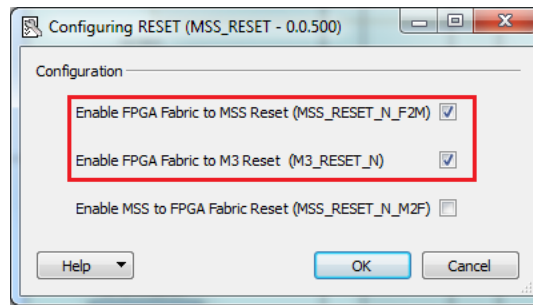 Configuring RESET (MSS_RESET - 0.0.500)
Configuration
Enable FPGA Fabric to MSS Reset (MSS_RESET_N_F2M)
Enable FPGA Fabric to M3 Reset (M3_RESET_N)
Enable MSS to FPGA Fabric Reset (MSS_RESET_N_M2F)
Help OK Cancel